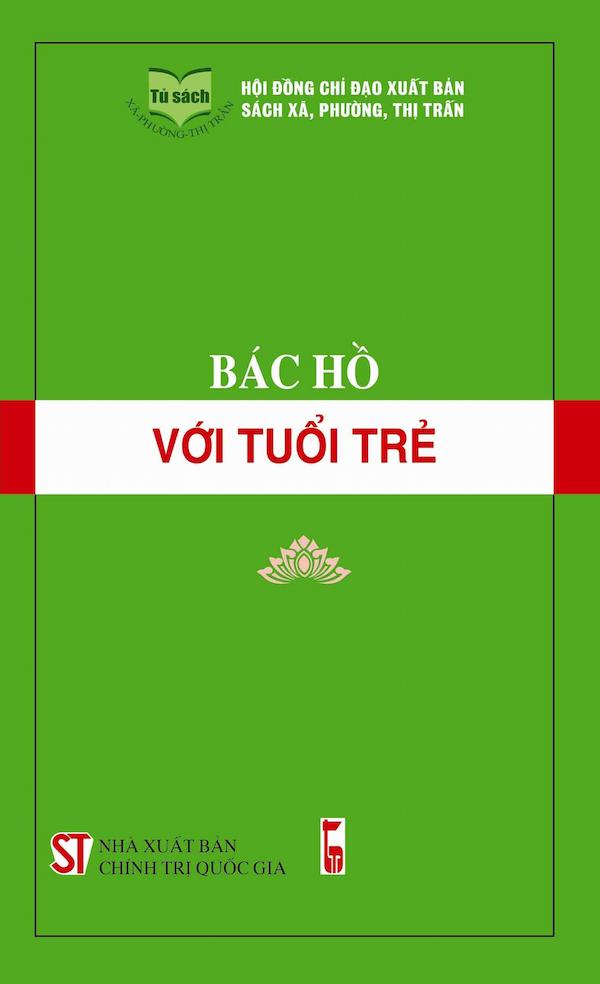 Tủ sách
XÃ-PHƯỜNG-THỊ TRẤN
HỘI ĐỒNG CHỈ ĐẠO XUẤT BẢN
SÁCH XÃ, PHƯỜNG, THỊ TRẤN
BÁC HỒ
VỚI TUỔI TRẺ
ST
NHÀ XUẤT BẢN
CHÍNH TRỊ QUỐC GIA